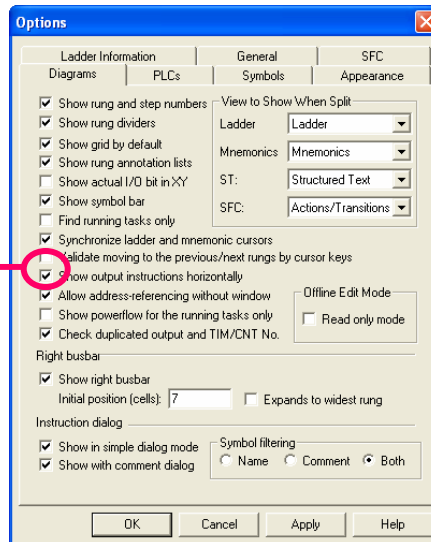 Options
Ladder Information General SFC
Diagrams PLCs Symbols Appearance
Show rung and step numbers
Show rung dividers
Show grid by default
Show rung annotation lists
Show actual I/O bit in XY
Show symbol bar
Find running tasks only
View to Show When Split
Ladder Ladder
Mnemonics Mnemonics
ST: Structured Text
SFC: Actions/Transitions
Synchronize ladder and mnemonic cursors
Validate moving to the previous/next rungs by cursor keys
Show output instructions horizontally
Allow address-referencing without window
Show powerflow for the running tasks only
Check duplicated output and TIM/CNT No.
Offline Edit Mode
Read only mode
Right busbar
Show right busbar
Initial position (cells): 7 Expands to widest rung
Instruction dialog
Show in simple dialog mode
Show with comment dialog
Symbol filtering
Name Comment Both
OK Cancel Apply Help